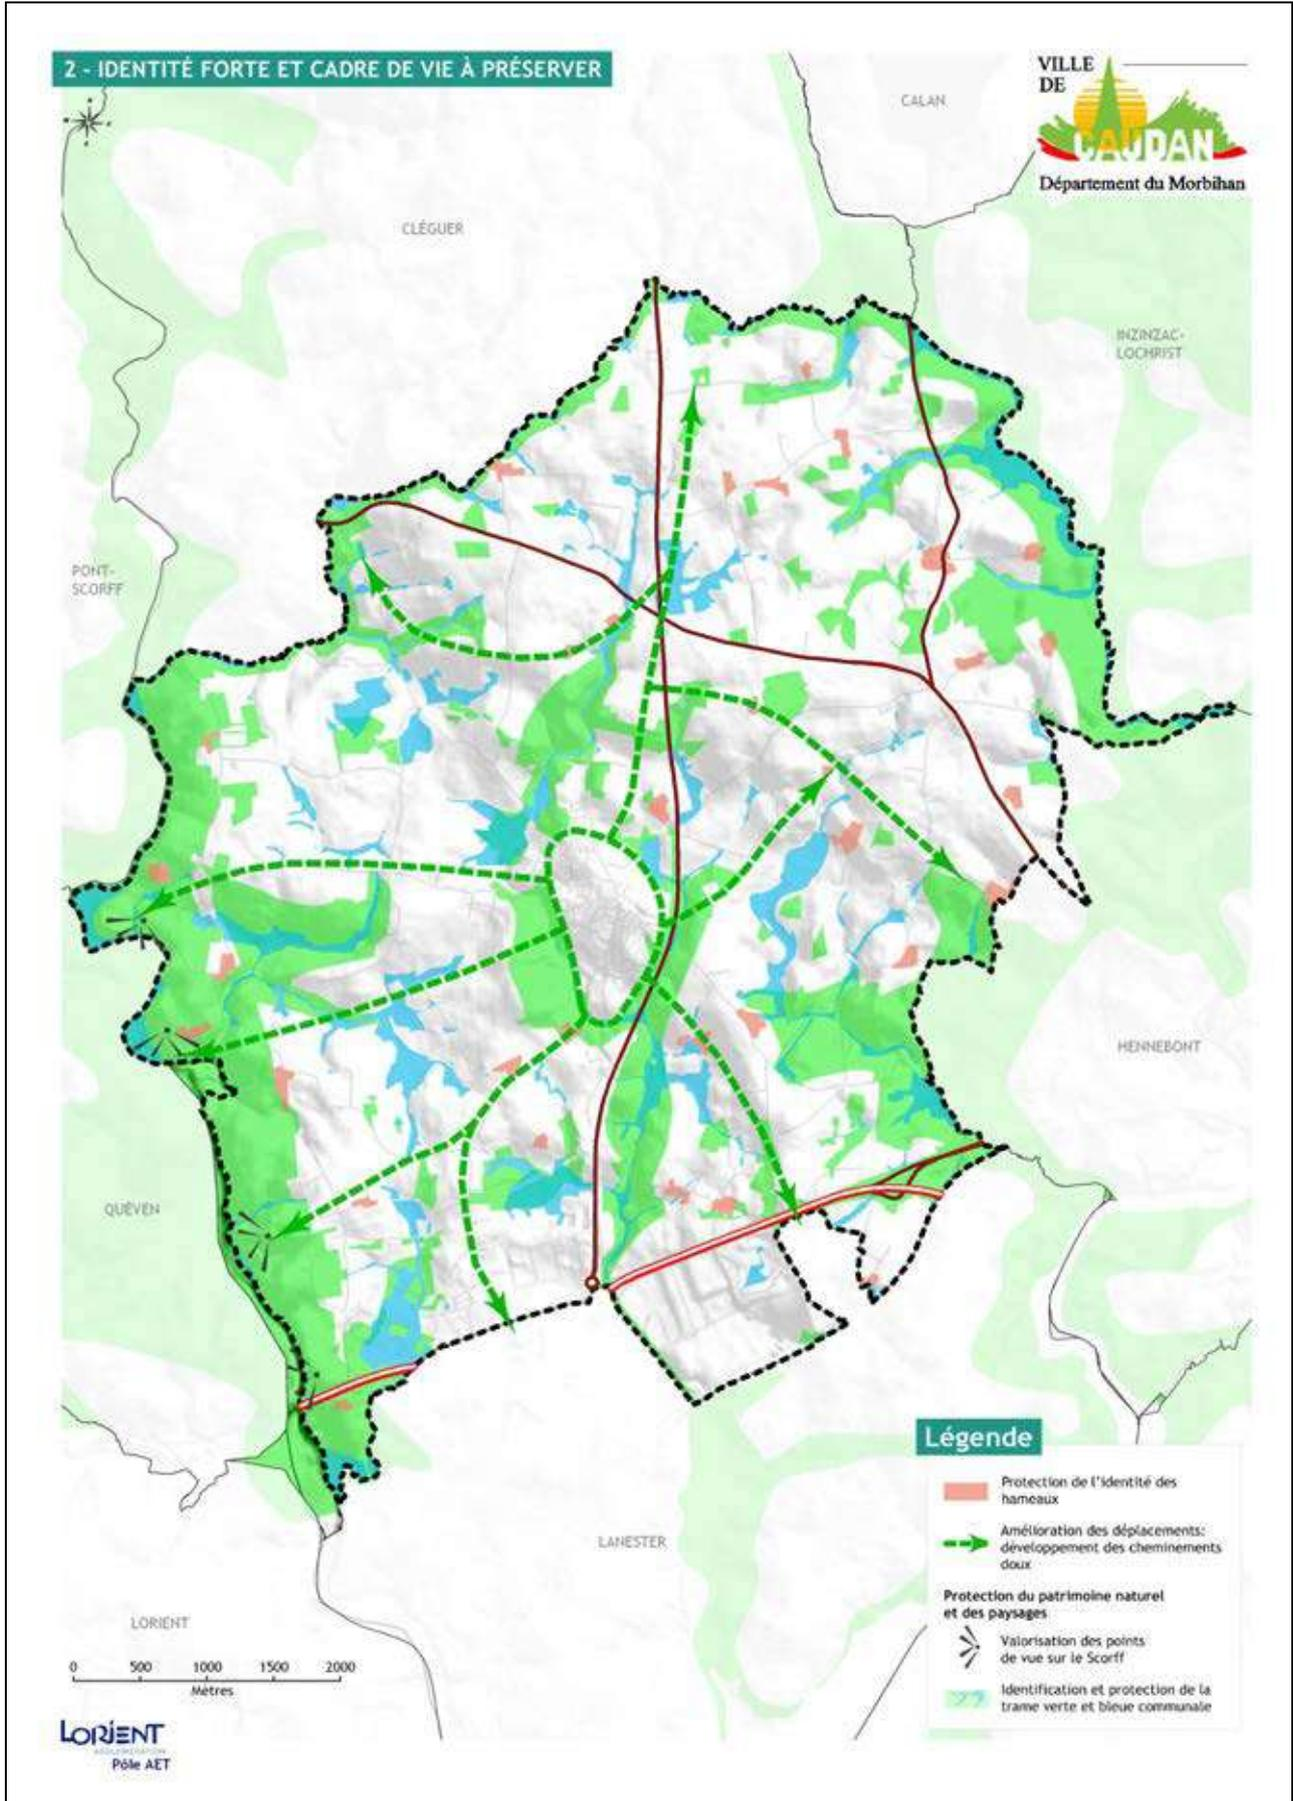 2 - IDENTITÉ FORTE ET CADRE DE VIE À PRÉSERVER
VILLE
DE
CAUDAN
Département du Morbihan
CALAN
CLÉGUER
INZINZAC-
LOCHRIST
PONT-
SCORFF
HENNEBONT
QUÉVEN
LANESTER
LORIENT
Légende
Protection de l'identité des
hameaux
Amélioration des déplacements:
développement des cheminements
doux
Protection du patrimoine naturel
et des paysages
Valorisation des points
de vue sur le Scorff
Identification et protection de la
trame verte et bleue communale
0 500 1000 1500 2000
Mètres
LORIENT
AGGLOMÉRATION
Pôle AET